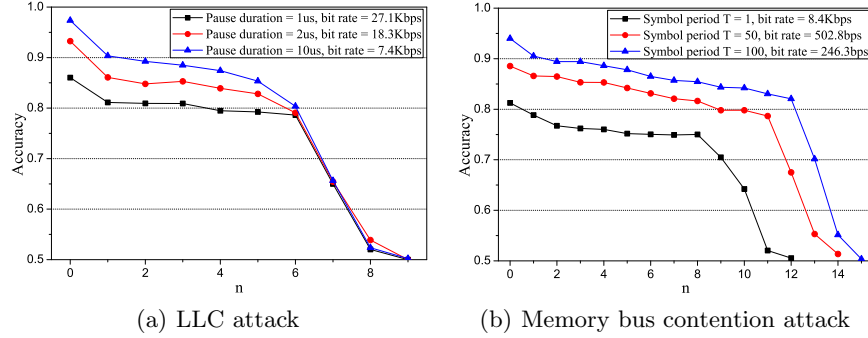 Pause duration = 1us, bit rate = 27.1Kbps
Pause duration = 2us, bit rate = 18.3Kbps
Pause duration = 10us, bit rate = 7.4Kbps
1.0
0.9
0.8
0.7
0.6
0.5
Accuracy
0 2 4 6 8
n
(a) LLC attack
Symbol period T = 1, bit rate = 8.4Kbps
Symbol period T = 50, bit rate = 502.8bps
Symbol period T = 100, bit rate = 246.3bps
1.0
0.9
0.8
0.7
0.6
0.5
Accuracy
0 2 4 6 8 10 12 14
n
(b) Memory bus contention attack